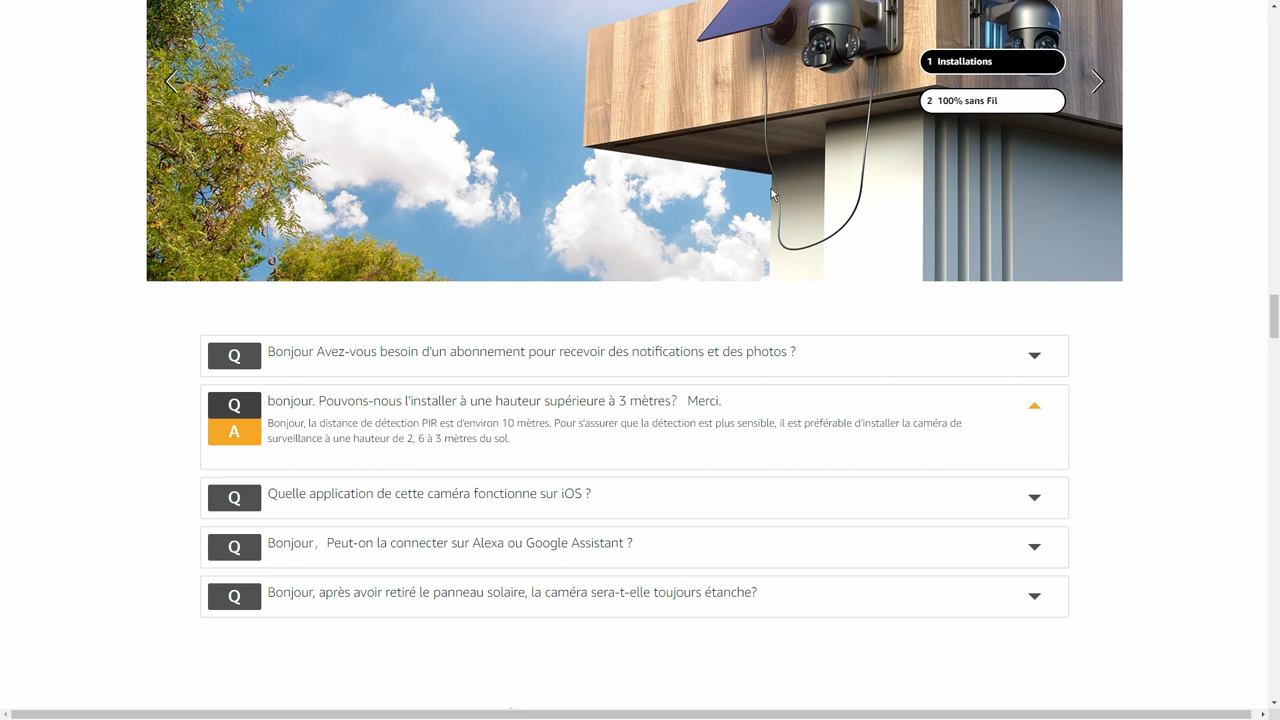 1 Installations
2 100% sans Fil
Q Bonjour Avez-vous besoin d'un abonnement pour recevoir des notifications et des photos ?
Q bonjour. Pouvons-nous l'installer à une hauteur supérieure à 3 mètres? Merci.
A Bonjour, la distance de détection PIR est d'environ 10 mètres. Pour s'assurer que la détection est plus sensible, il est préférable d'installer la caméra de
surveillance à une hauteur de 2, 6 à 3 mètres du sol.
Q Quelle application de cette caméra fonctionne sur iOS ?
Q Bonjour， Peut-on la connecter sur Alexa ou Google Assistant ?
Q Bonjour, après avoir retiré le panneau solaire, la caméra sera-t-elle toujours étanche?